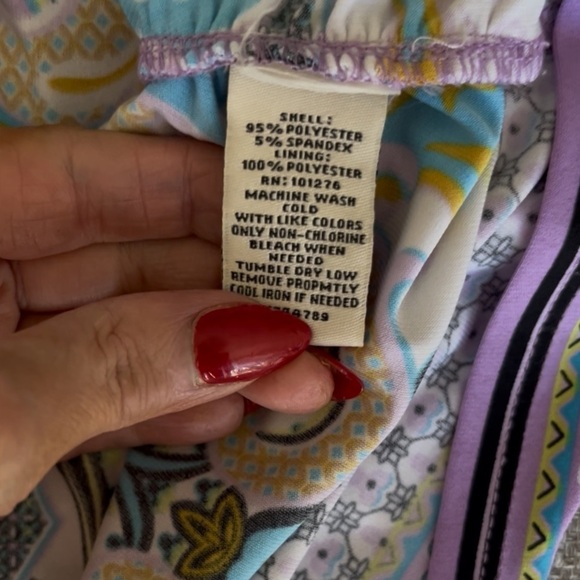 SHELL:
95% POLYESTER
5% SPANDEX
LINING:
100% POLYESTER
RN: 101276
MACHINE WASH
COLD
WITH LIKE COLORS
ONLY NON-CHLORINE
BLEACH WHEN
NEEDED
TUMBLE DRY LOW
REMOVE PROPMTLY
COOL IRON IF NEEDED